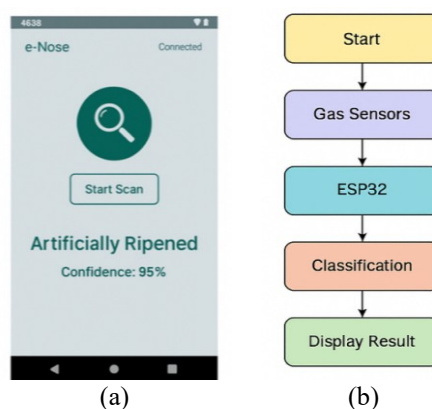 4638
e-Nose Connected
Start Scan
Artificially Ripened
Confidence: 95%
(a)
Start
Gas Sensors
ESP32
Classification
Display Result
(b)